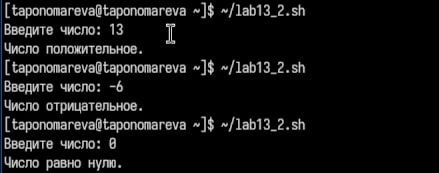 [taponomareva@taponomareva ~]$ ~/lab13_2.sh
Введите число: 13
Число положительное.
[taponomareva@taponomareva ~]$ ~/lab13_2.sh
Введите число: -6
Число отрицательное.
[taponomareva@taponomareva ~]$ ~/lab13_2.sh
Введите число: 0
Число равно нулю.